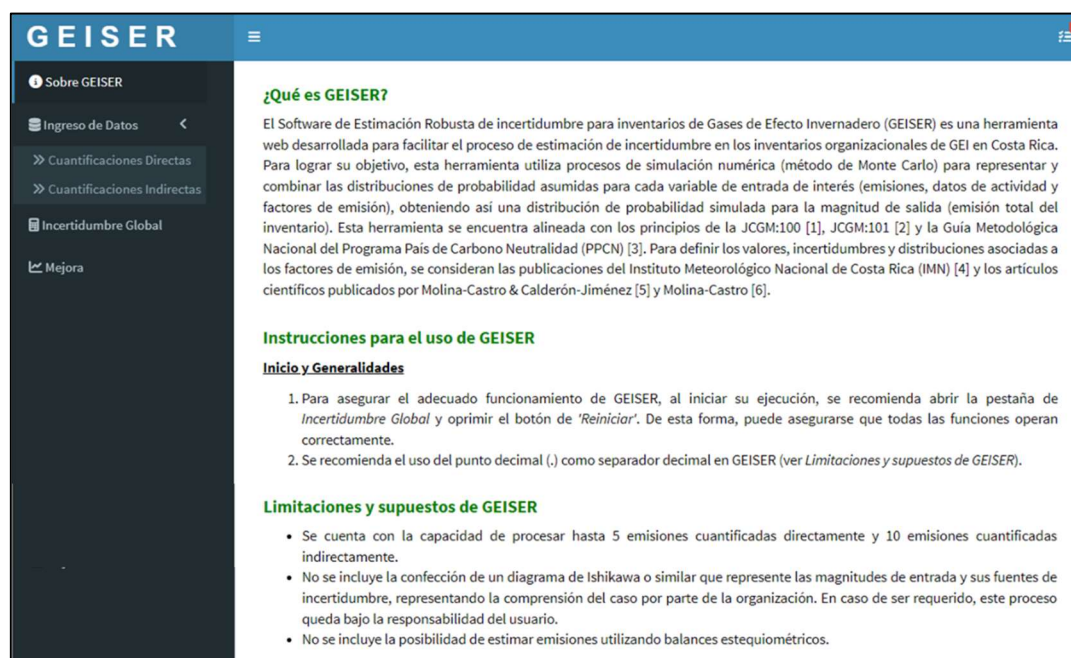 GEISER
Sobre GEISER
Ingreso de Datos
Cuantificaciones Directas
Cuantificaciones Indirectas
Incertidumbre Global
Mejora
¿Qué es GEISER?
El Software de Estimación Robusta de incertidumbre para inventarios de Gases de Efecto Invernadero (GEISER) es una herramienta
web desarrollada para facilitar el proceso de estimación de incertidumbre en los inventarios organizacionales de GEI en Costa Rica.
Para lograr su objetivo, esta herramienta utiliza procesos de simulación numérica (método de Monte Carlo) para representar y
combinar las distribuciones de probabilidad asumidas para cada variable de entrada de interés (emisiones, datos de actividad y
factores de emisión), obteniendo así una distribución de probabilidad simulada para la magnitud de salida (emisión total del
inventario). Esta herramienta se encuentra alineada con los principios de la JCGM:100 [1], JCGM:101 [2] y la Guía Metodológica
Nacional del Programa País de Carbono Neutralidad (PPCN) [3]. Para definir los valores, incertidumbres y distribuciones asociadas a
los factores de emisión, se consideran las publicaciones del Instituto Meteorológico Nacional de Costa Rica (IMN) [4] y los artículos
científicos publicados por Molina-Castro & Calderón-Jiménez [5] y Molina-Castro [6].
Instrucciones para el uso de GEISER
Inicio y Generalidades
1. Para asegurar el adecuado funcionamiento de GEISER, al iniciar su ejecución, se recomienda abrir la pestaña de
Incertidumbre Global y oprimir el botón de 'Reiniciar'. De esta forma, puede asegurarse que todas las funciones operan
correctamente.
2. Se recomienda el uso del punto decimal (.) como separador decimal en GEISER (ver Limitaciones y supuestos de GEISER).
Limitaciones y supuestos de GEISER
• Se cuenta con la capacidad de procesar hasta 5 emisiones cuantificadas directamente y 10 emisiones cuantificadas
indirectamente.
• No se incluye la confección de un diagrama de Ishikawa o similar que represente las magnitudes de entrada y sus fuentes de
incertidumbre, representando la comprensión del caso por parte de la organización. En caso de ser requerido, este proceso
queda bajo la responsabilidad del usuario.
• No se incluye la posibilidad de estimar emisiones utilizando balances estequiométricos.